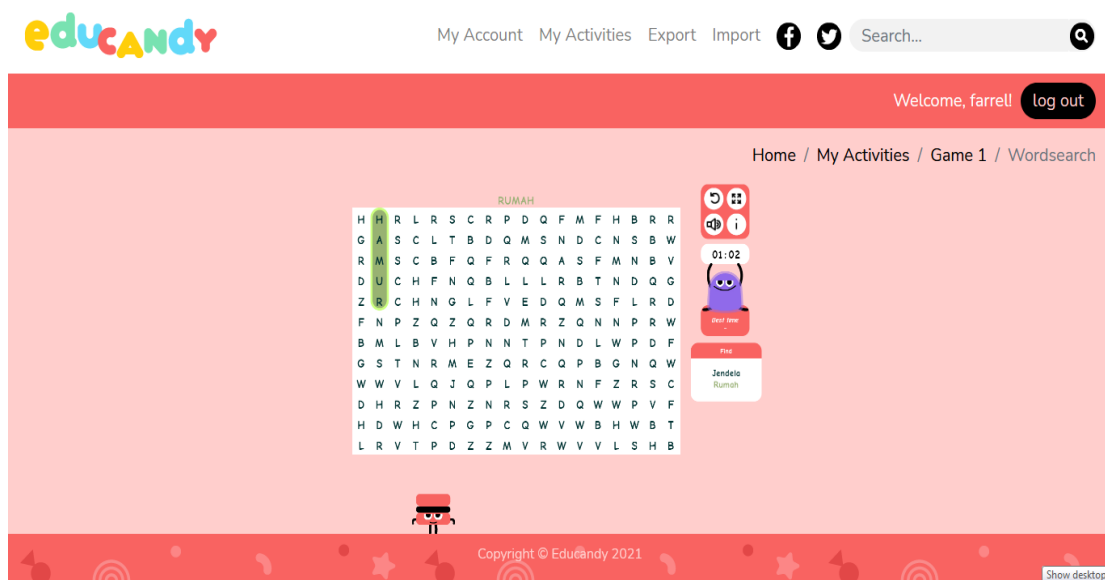 eduCANdy
My Account My Activities Export Import Search...
Welcome, farrel! log out
Home / My Activities / Game 1 / Wordsearch
RUMAH
H H R L R S C R P D Q F M F H B R R
G A S C L T B D Q M S N D C N S B W
R M S C B F Q F R Q Q A S F M N B V
D U C H F N Q B L L L R B T N D Q G
Z R C H N G L F V E D Q M S F L R D
F N P Z Q Z Q R D M R Z Q N N P R W
B M L B V H P N N T P N D L W P D F
G S T N R M E Z Q R C Q P B G N Q W
W W V L Q J Q P L P W R N F Z R S C
D H R Z P N Z N R S Z D Q W W P V F
H D W H C P G P C Q W V W B H W B T
L R V T P D Z Z M V R W V V L S H B
i
01:02
Best time
-
Find
Jendela
Rumah
Copyright © Educandy 2021
Show desktop